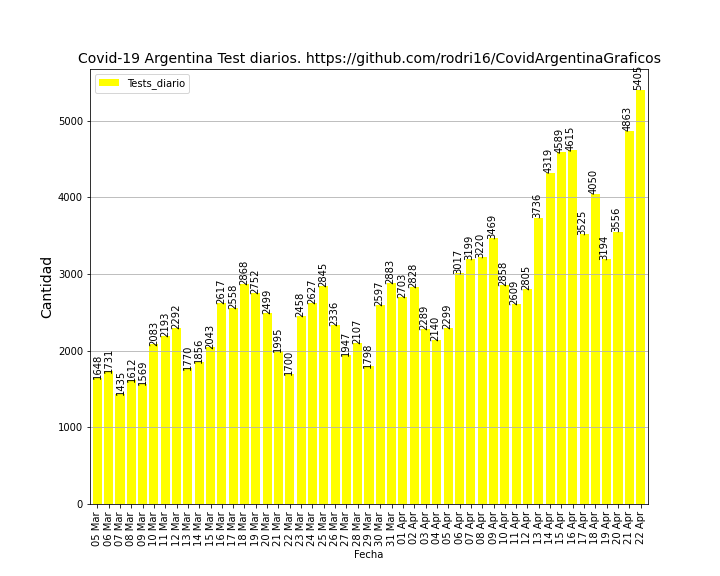 Covid-19 Argentina Test diarios. https://github.com/rodri16/CovidArgentinaGraficos
Tests_diario
Cantidad
5000
4000
3000
2000
1000
0
1648
1731
1435
1612
1569
2083
2193
2292
1770
1856
2043
2617
2558
2868
2752
2499
1995
1700
2458
2627
2845
2336
1947
2107
1798
2597
2883
2703
2828
2289
2140
2299
3017
3199
3220
3469
2858
2609
2805
3736
4319
4589
4615
3525
4050
3194
3556
4863
5405
05 Mar
06 Mar
07 Mar
08 Mar
09 Mar
10 Mar
11 Mar
12 Mar
13 Mar
14 Mar
15 Mar
16 Mar
17 Mar
18 Mar
19 Mar
20 Mar
21 Mar
22 Mar
23 Mar
24 Mar
25 Mar
26 Mar
27 Mar
28 Mar
29 Mar
30 Mar
31 Mar
01 Apr
02 Apr
03 Apr
04 Apr
05 Apr
06 Apr
07 Apr
08 Apr
09 Apr
10 Apr
11 Apr
12 Apr
13 Apr
14 Apr
15 Apr
16 Apr
17 Apr
18 Apr
19 Apr
20 Apr
21 Apr
22 Apr
Fecha